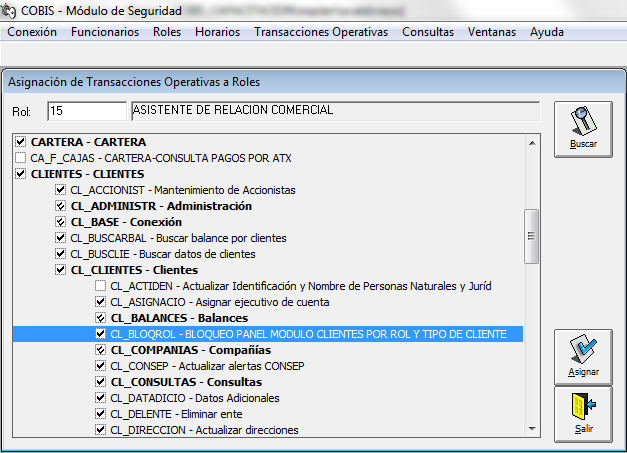 COBIS - Módulo de Seguridad
Conexión Funcionarios Roles Horarios Transacciones Operativas Consultas Ventanas Ayuda
Asignación de Transacciones Operativas a Roles
Rol: 15 ASISTENTE DE RELACION COMERCIAL
Buscar
CARTERA - CARTERA
CA_F_CAJAS - CARTERA-CONSULTA PAGOS POR ATX
CLIENTES - CLIENTES
CL_ACCIONIST - Mantenimiento de Accionistas
CL_ADMINISTR - Administración
CL_BASE - Conexión
CL_BUSCARBAL - Buscar balance por clientes
CL_BUSCLIE - Buscar datos de clientes
CL_CLIENTES - Clientes
CL_ACTIDEN - Actualizar Identificación y Nombre de Personas Naturales y Juríd
CL_ASIGNACIO - Asignar ejecutivo de cuenta
CL_BALANCES - Balances
CL_BLOQROL - BLOQUEO PANEL MODULO CLIENTES POR ROL Y TIPO DE CLIENTE
CL_COMPANIAS - Compañías
CL_CONSEP - Actualizar alertas CONSEP
CL_CONSULTAS - Consultas
CL_DATADICIO - Datos Adicionales
CL_DELENTE - Eliminar ente
CL_DIRECCION - Actualizar direcciones
Asignar
Salir